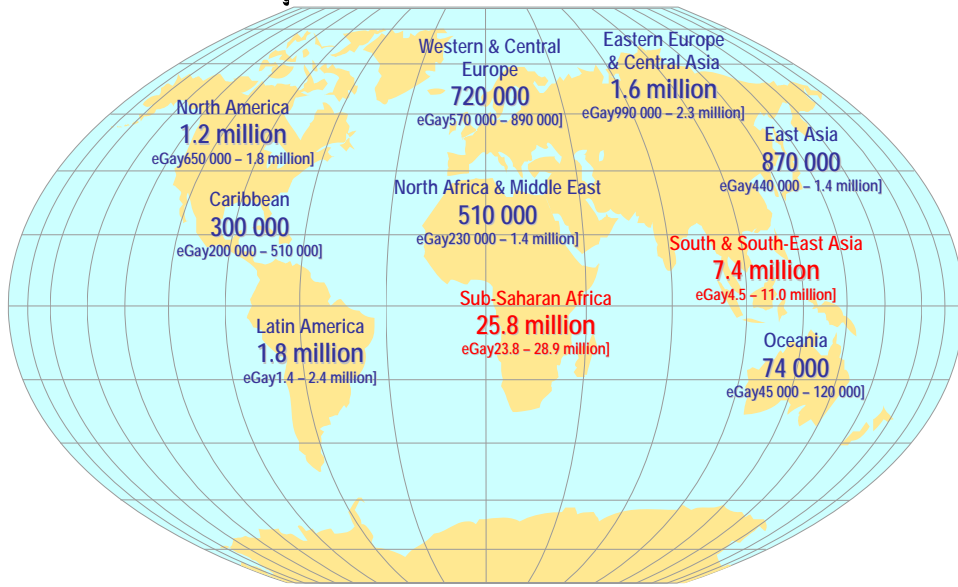 Western & Central
Europe
720 000
eGay570 000 – 890 000]
Eastern Europe
& Central Asia
1.6 million
eGay990 000 – 2.3 million]
North America
1.2 million
eGay650 000 – 1.8 million]
East Asia
870 000
eGay440 000 – 1.4 million]
Caribbean
300 000
eGay200 000 – 510 000]
North Africa & Middle East
510 000
eGay230 000 – 1.4 million]
South & South-East Asia
7.4 million
eGay4.5 – 11.0 million]
Sub-Saharan Africa
25.8 million
eGay23.8 – 28.9 million]
Latin America
1.8 million
eGay1.4 – 2.4 million]
Oceania
74 000
eGay45 000 – 120 000]